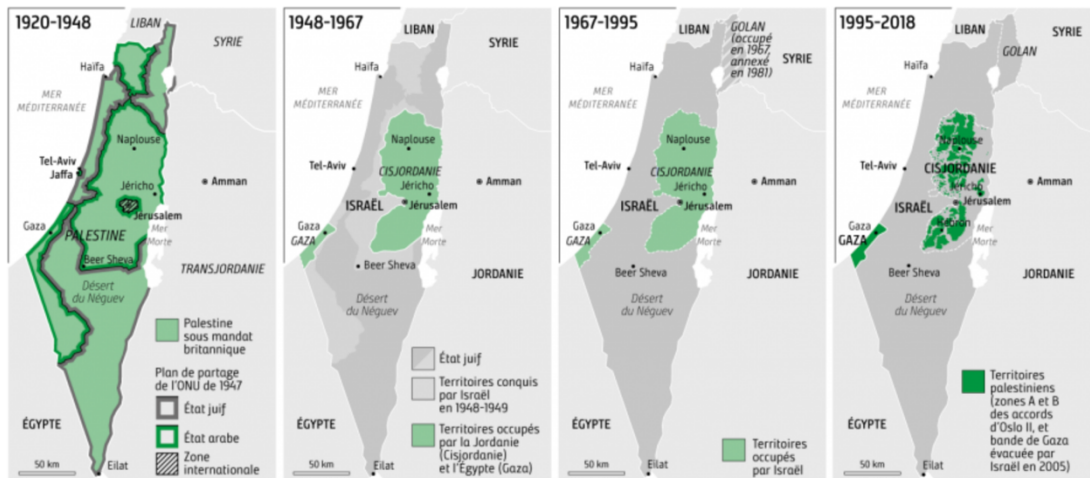 1920-1948
LIBAN
SYRIE
Haïfa
MER
MÉDITERRANÉE
Naplouse
Tel-Aviv
Jaffa
Jéricho
Amman
Jérusalem
Gaza
PALESTINE
Mer
Morte
Beer Sheva
TRANSJORDANIE
Désert
du Néguev
Palestine
sous mandat
britannique
Plan de partage
de l'ONU de 1947
État juif
État arabe
Zone
internationale
ÉGYPTE
50 km
Eilat
1948-1967
LIBAN
SYRIE
Haïfa
MER
MÉDITERRANÉE
Naplouse
Tel-Aviv
CISJORDANIE
Jéricho
Amman
ISRAËL
Jérusalem
Gaza
GAZA
Mer
Morte
Beer Sheva
JORDANIE
Désert
du Néguev
État juif
Territoires conquis
par Israël
en 1948-1949
Territoires occupés
par la Jordanie
(Cisjordanie)
et l'Égypte (Gaza)
ÉGYPTE
50 km
Eilat
1967-1995
LIBAN
GOLAN
(occupé
en 1967,
annexé
en 1981)
SYRIE
Haïfa
MER
MÉDITERRANÉE
Naplouse
Tel-Aviv
CISJORDANIE
Jéricho
Amman
ISRAËL
Jérusalem
Gaza
GAZA
Mer
Morte
Beer Sheva
JORDANIE
Désert
du Néguev
Territoires
occupés
par Israël
ÉGYPTE
50 km
Eilat
1995-2018
LIBAN
SYRIE
GOLAN
Haïfa
MER
MÉDITERRANÉE
Naplouse
Tel-Aviv
CISJORDANIE
Jéricho
Amman
ISRAËL
Jérusalem
Hébron
Gaza
GAZA
Mer
Morte
Beer Sheva
JORDANIE
Désert
du Néguev
Territoires
palestiniens
(zones A et B
des accords
d'Oslo II, et
bande de Gaza
évacuée par
Israël en 2005)
ÉGYPTE
50 km
Eilat